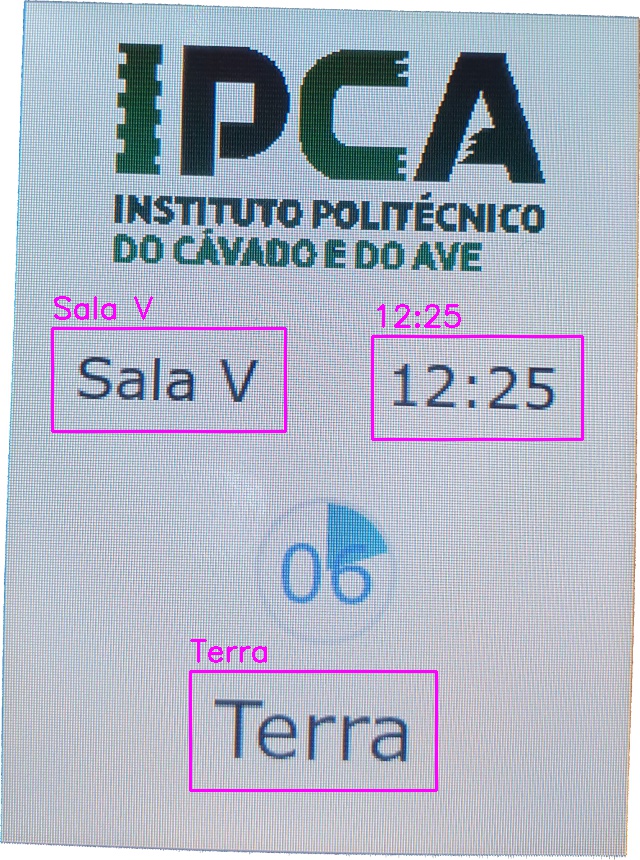 IPCA
INSTITUTO POLITÉCNICO
DO CÁVADO E DO AVE
Sala V 12:25
Sala V 12:25
06
Terra
Terra